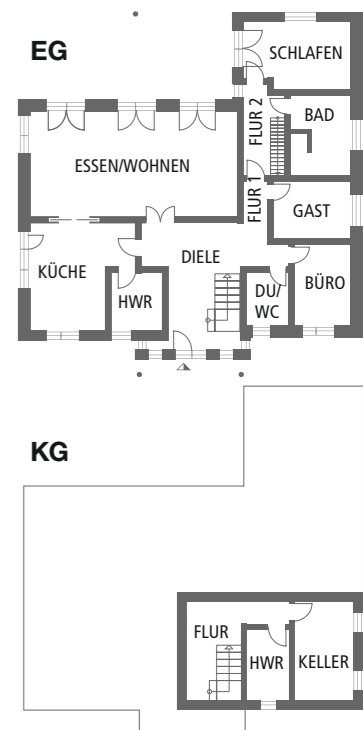 EG
SCHLAFEN
FLUR 2
BAD
ESSEN/WOHNEN
FLUR 1
GAST
DIELE
KÜCHE
HWR
DU/
WC
BÜRO
KG
FLUR
HWR
KELLER